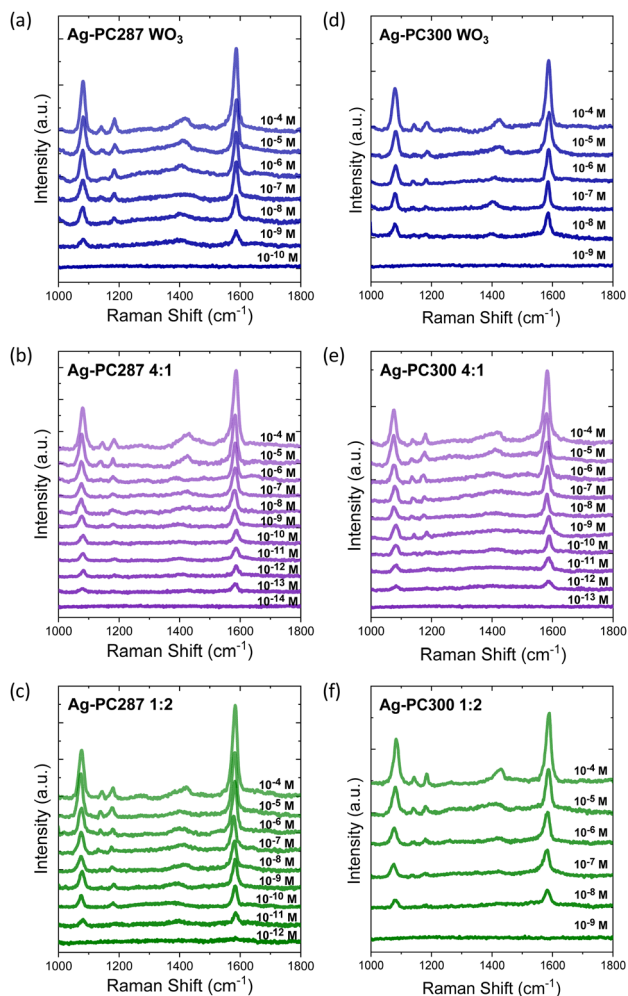 (a)
Ag-PC287 WO₃
10⁻⁴ M
10⁻⁵ M
10⁻⁶ M
10⁻⁷ M
10⁻⁸ M
10⁻⁹ M
10⁻¹⁰ M
Intensity (a.u.)
1000 1200 1400 1600 1800
Raman Shift (cm⁻¹)
(d)
Ag-PC300 WO₃
10⁻⁴ M
10⁻⁵ M
10⁻⁶ M
10⁻⁷ M
10⁻⁸ M
10⁻⁹ M
Intensity (a.u.)
1000 1200 1400 1600 1800
Raman Shift (cm⁻¹)
(b)
Ag-PC287 4:1
10⁻⁴ M
10⁻⁵ M
10⁻⁶ M
10⁻⁷ M
10⁻⁸ M
10⁻⁹ M
10⁻¹⁰ M
10⁻¹¹ M
10⁻¹² M
10⁻¹³ M
10⁻¹⁴ M
Intensity (a.u.)
1000 1200 1400 1600 1800
Raman Shift (cm⁻¹)
(e)
Ag-PC300 4:1
10⁻⁴ M
10⁻⁵ M
10⁻⁶ M
10⁻⁷ M
10⁻⁸ M
10⁻⁹ M
10⁻¹⁰ M
10⁻¹¹ M
10⁻¹² M
10⁻¹³ M
Intensity (a.u.)
1000 1200 1400 1600 1800
Raman Shift (cm⁻¹)
(c)
Ag-PC287 1:2
10⁻⁴ M
10⁻⁵ M
10⁻⁶ M
10⁻⁷ M
10⁻⁸ M
10⁻⁹ M
10⁻¹⁰ M
10⁻¹¹ M
10⁻¹² M
Intensity (a.u.)
1000 1200 1400 1600 1800
Raman Shift (cm⁻¹)
(f)
Ag-PC300 1:2
10⁻⁴ M
10⁻⁵ M
10⁻⁶ M
10⁻⁷ M
10⁻⁸ M
10⁻⁹ M
Intensity (a.u.)
1000 1200 1400 1600 1800
Raman Shift (cm⁻¹)